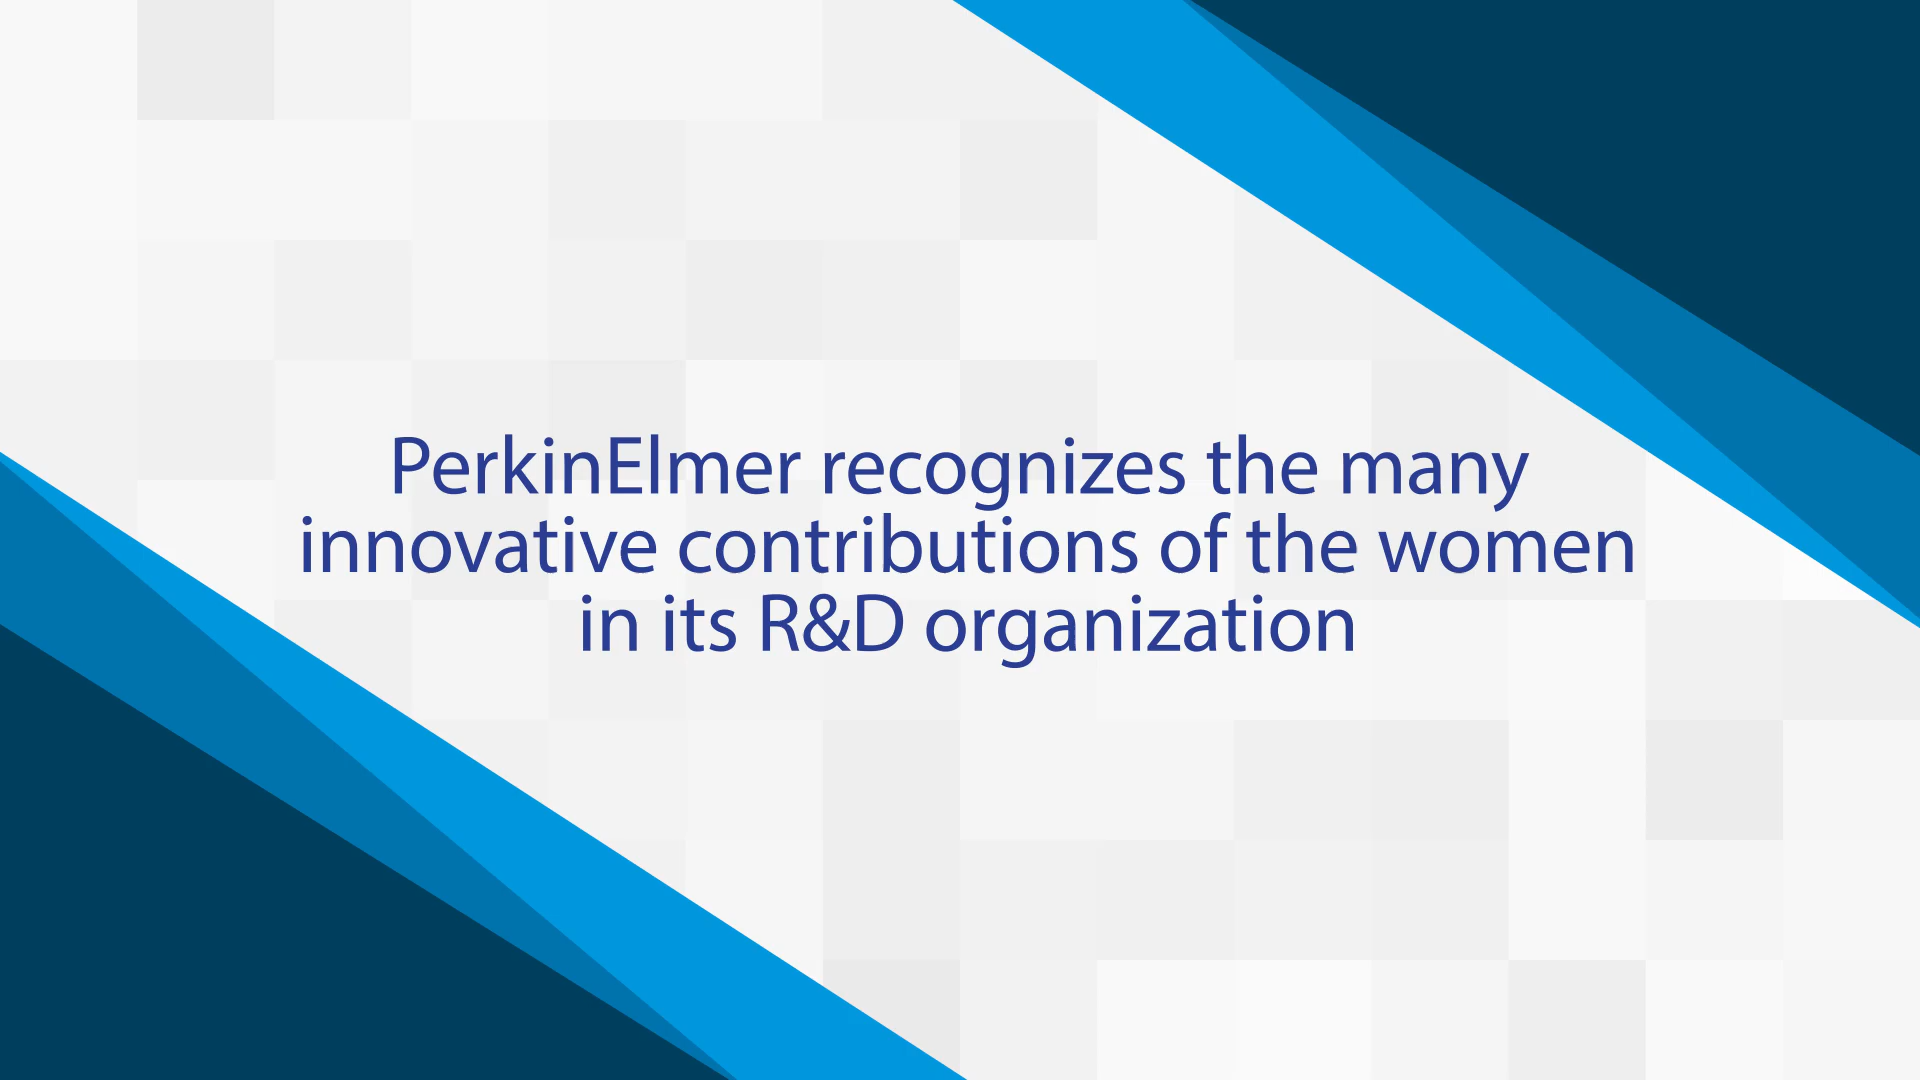 PerkinElmer recognizes the many
innovative contributions of the women
in its R&D organization